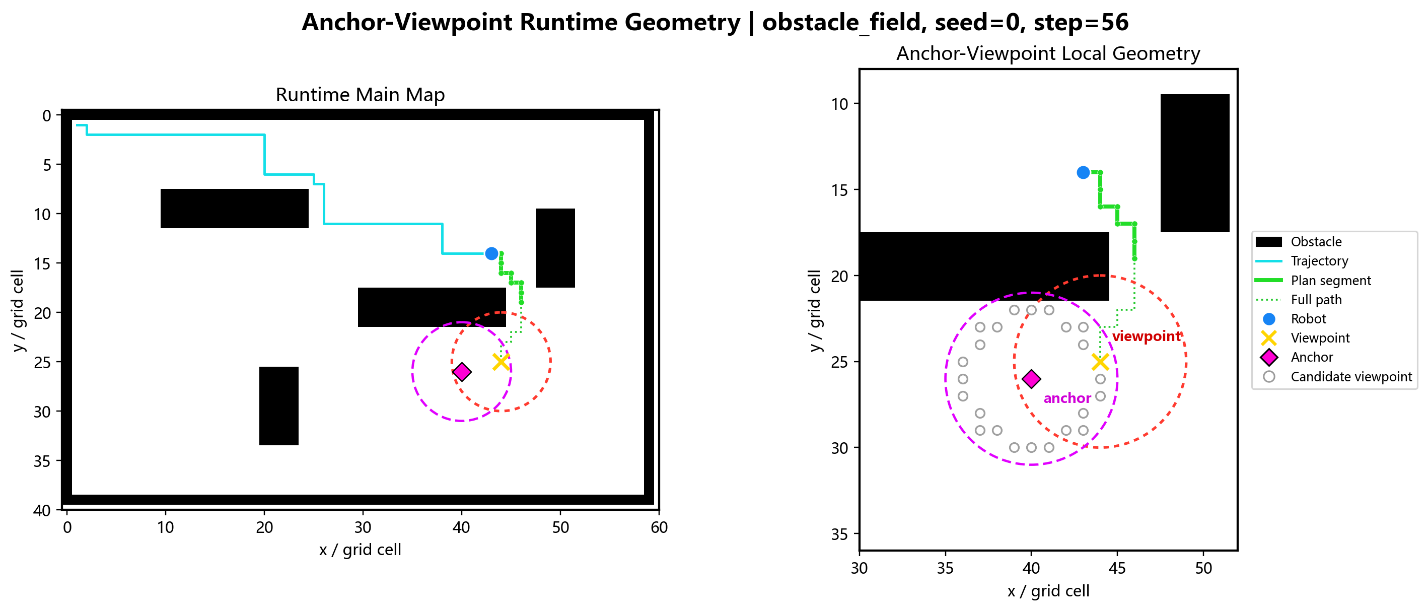 Anchor-Viewpoint Runtime Geometry | obstacle_field, seed=0, step=56
Runtime Main Map
0
5
10
15
20
25
30
35
40
y / grid cell
0
10
20
30
40
50
60
x / grid cell
Anchor-Viewpoint Local Geometry
10
15
20
25
30
35
y / grid cell
viewpoint
anchor
30
35
40
45
50
x / grid cell
Obstacle
Trajectory
Plan segment
Full path
Robot
Viewpoint
Anchor
Candidate viewpoint